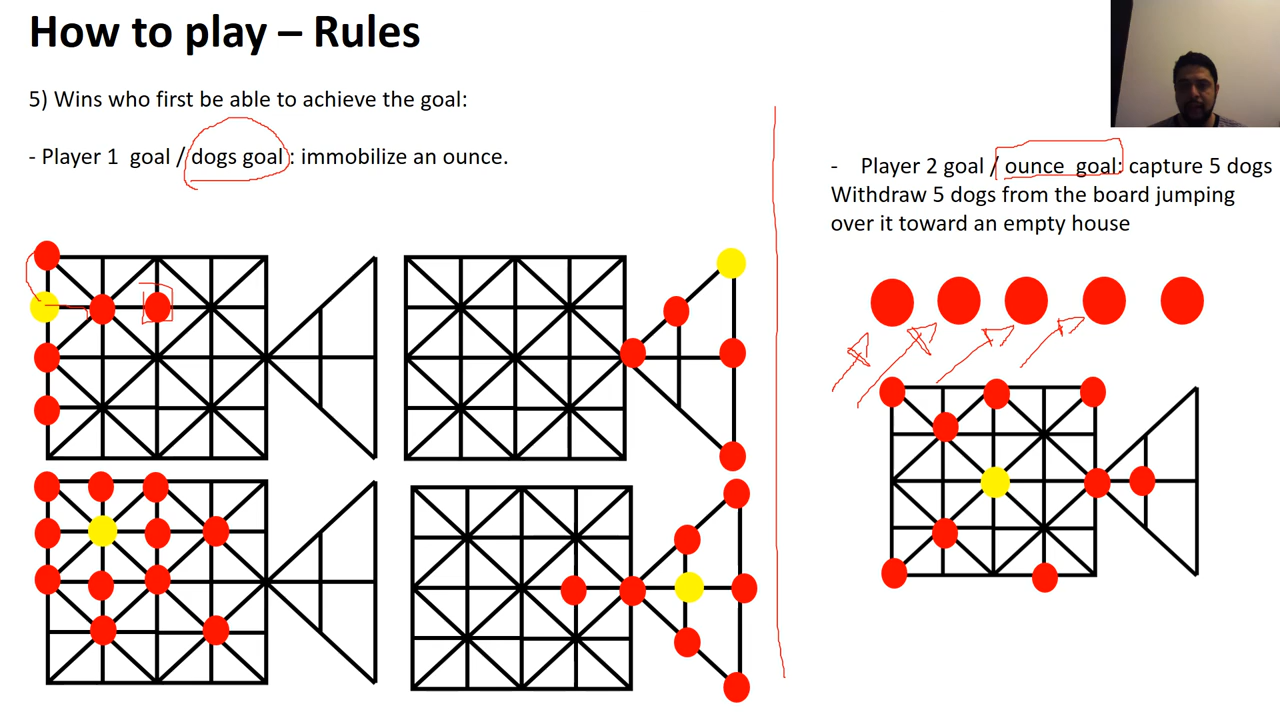 How to play – Rules
5) Wins who first be able to achieve the goal:
- Player 1 goal / dogs goal : immobilize an ounce.
- Player 2 goal / ounce goal: capture 5 dogs
Withdraw 5 dogs from the board jumping
over it toward an empty house